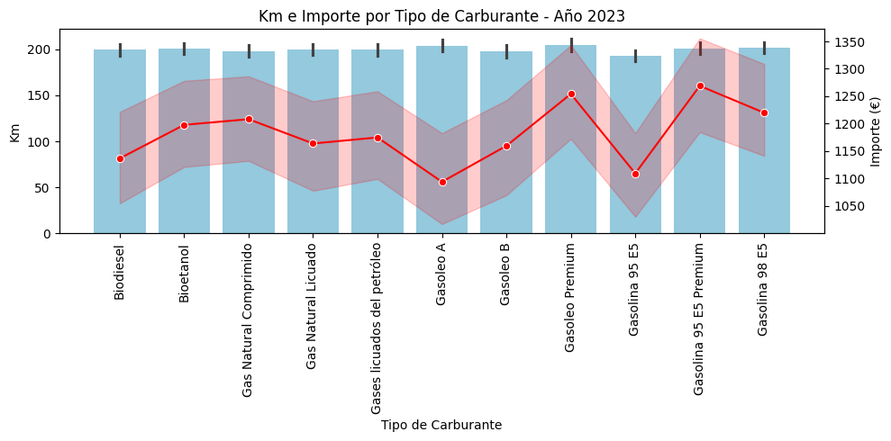 Km e Importe por Tipo de Carburante - Año 2023
Km
200
150
100
50
0
1350
1300
1250
1200
1150
1100
1050
Importe (€)
Biodiesel
Bioetanol
Gas Natural Comprimido
Gas Natural Licuado
Gases licuados del petróleo
Gasoleo A
Gasoleo B
Gasoleo Premium
Gasolina 95 E5
Gasolina 95 E5 Premium
Gasolina 98 E5
Tipo de Carburante